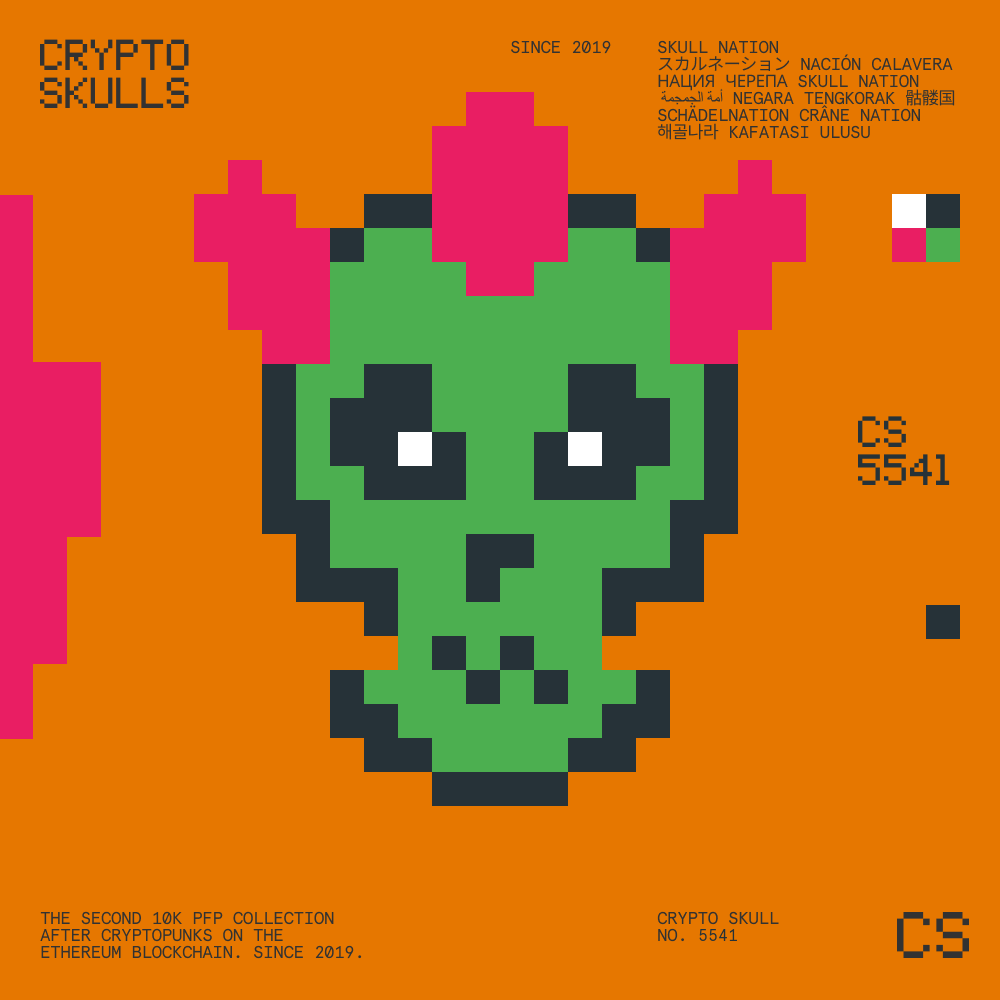 CRYPTO
SKULLS
SINCE 2019
SKULL NATION
スカルネーション NACIÓN CALAVERA
НАЦИЯ ЧЕРЕПА SKULL NATION
أمة الجمجمة NEGARA TENGKORAK 骷髅国
SCHÄDELNATION CRÂNE NATION
해골나라 KAFATASI ULUSU
CS
5541
THE SECOND 10K PFP COLLECTION
AFTER CRYPTOPUNKS ON THE
ETHEREUM BLOCKCHAIN. SINCE 2019.
CRYPTO SKULL
NO. 5541
CS